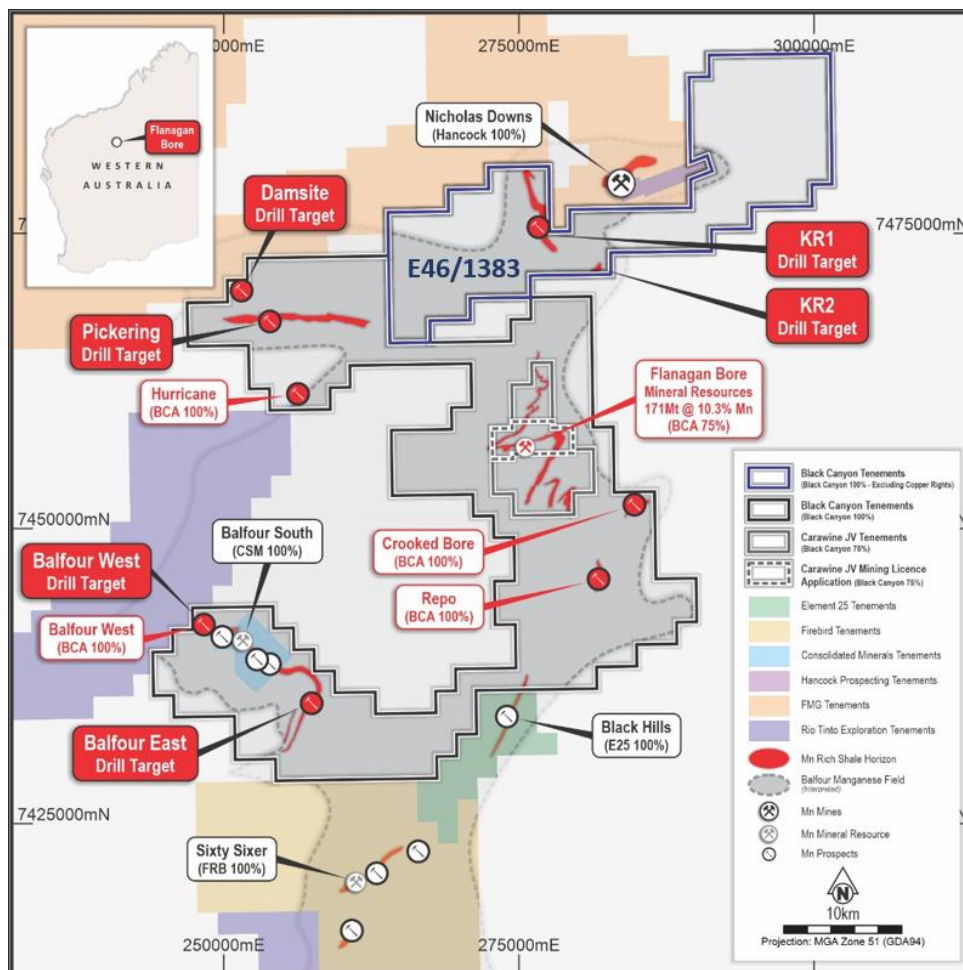 000mE
275000mE
300000mE
Flanagan
Bore
WESTERN
AUSTRALIA
Nicholas Downs
(Hancock 100%)
Damsite
Drill Target
7475000mN
E46/1383
KR1
Drill Target
KR2
Drill Target
Pickering
Drill Target
Hurricane
(BCA 100%)
Flanagan Bore
Mineral Resources
171Mt @ 10.3% Mn
(BCA 75%)
7450000mN
Balfour South
(CSM 100%)
Crooked Bore
(BCA 100%)
Balfour West
Drill Target
Repo
(BCA 100%)
Balfour West
(BCA 100%)
Balfour East
Drill Target
Black Hills
(E25 100%)
7425000mN
Sixty Sixer
(FRB 100%)
250000mE
275000mE
Black Canyon Tenements
(Black Canyon 100% - Excluding Copper Rights)
Black Canyon Tenements
(Black Canyon 100%)
Carawine JV Tenements
(Black Canyon 75%)
Carawine JV Mining Licence
Application (Black Canyon 75%)
Element 25 Tenements
Firebird Tenements
Consolidated Minerals Tenements
Hancock Prospecting Tenements
FMG Tenements
Rio Tinto Exploration Tenements
Mn Rich Shale Horizon
Balfour Manganese Field
(Interpreted)
Mn Mines
Mn Mineral Resource
Mn Prospects
N
10km
Projection: MGA Zone 51 (GDA94)